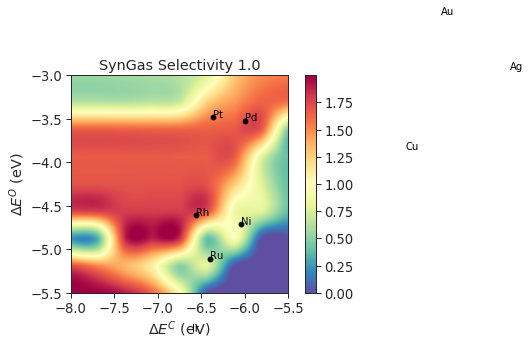 Au
SynGas Selectivity 1.0
Ag
−3.0
−3.5
−4.0
−4.5
−5.0
−5.5
ΔE^O (eV)
Pt
Pd
Cu
Rh
Ni
Ru
1.75
1.50
1.25
1.00
0.75
0.50
0.25
0.00
−8.0 −7.5 −7.0 −6.5 −6.0 −5.5
ΔE^C (eV)